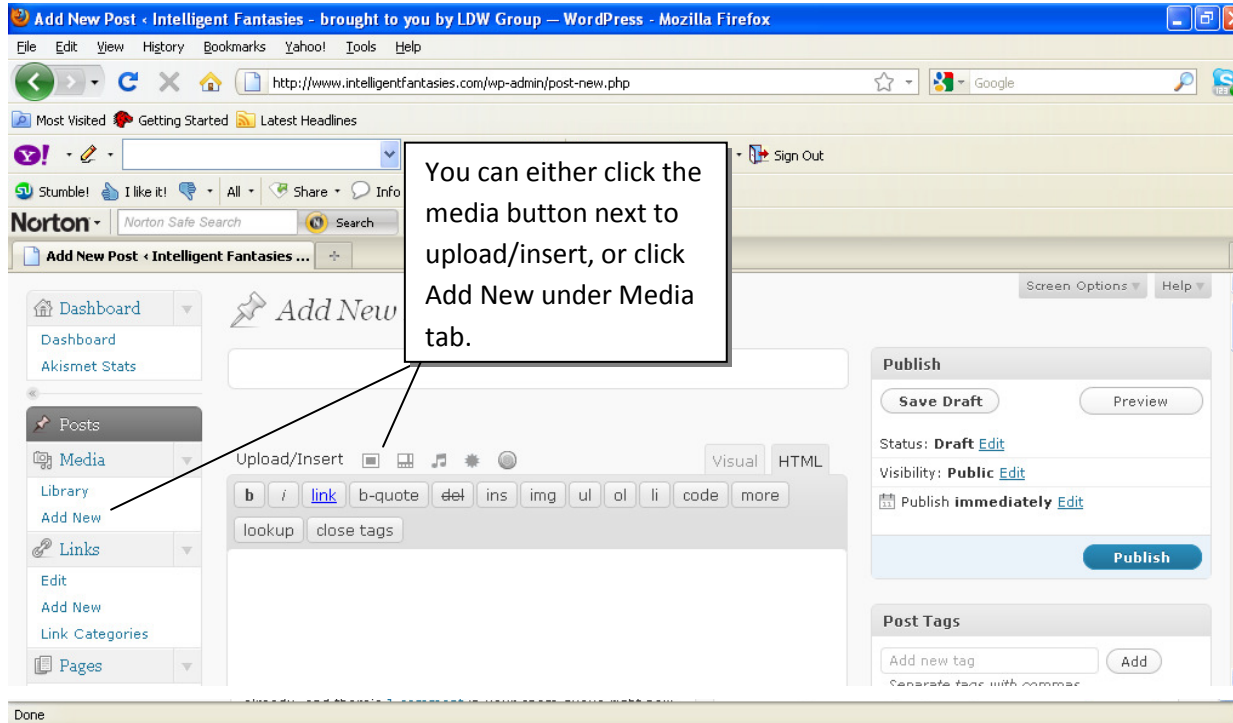 Add New Post ‹ Intelligent Fantasies - brought to you by LDW Group — WordPress - Mozilla Firefox
File Edit View History Bookmarks Yahoo! Tools Help
http://www.intelligentfantasies.com/wp-admin/post-new.php
Google
Most Visited Getting Started Latest Headlines
Y! Sign Out
Stumble! I like it! All Share Info
Norton Norton Safe Search Search
Add New Post ‹ Intelligent Fantasies ...
You can either click the
media button next to
upload/insert, or click
Add New under Media
tab.
Screen Options Help
Dashboard
Dashboard
Akismet Stats
Posts
Media
Library
Add New
Links
Edit
Add New
Link Categories
Pages
Add New
Upload/Insert
Visual HTML
b i link b-quote del ins img ul ol li code more
lookup close tags
Publish
Save Draft Preview
Status: Draft Edit
Visibility: Public Edit
Publish immediately Edit
Publish
Post Tags
Add new tag Add
Separate tags with commas
Done